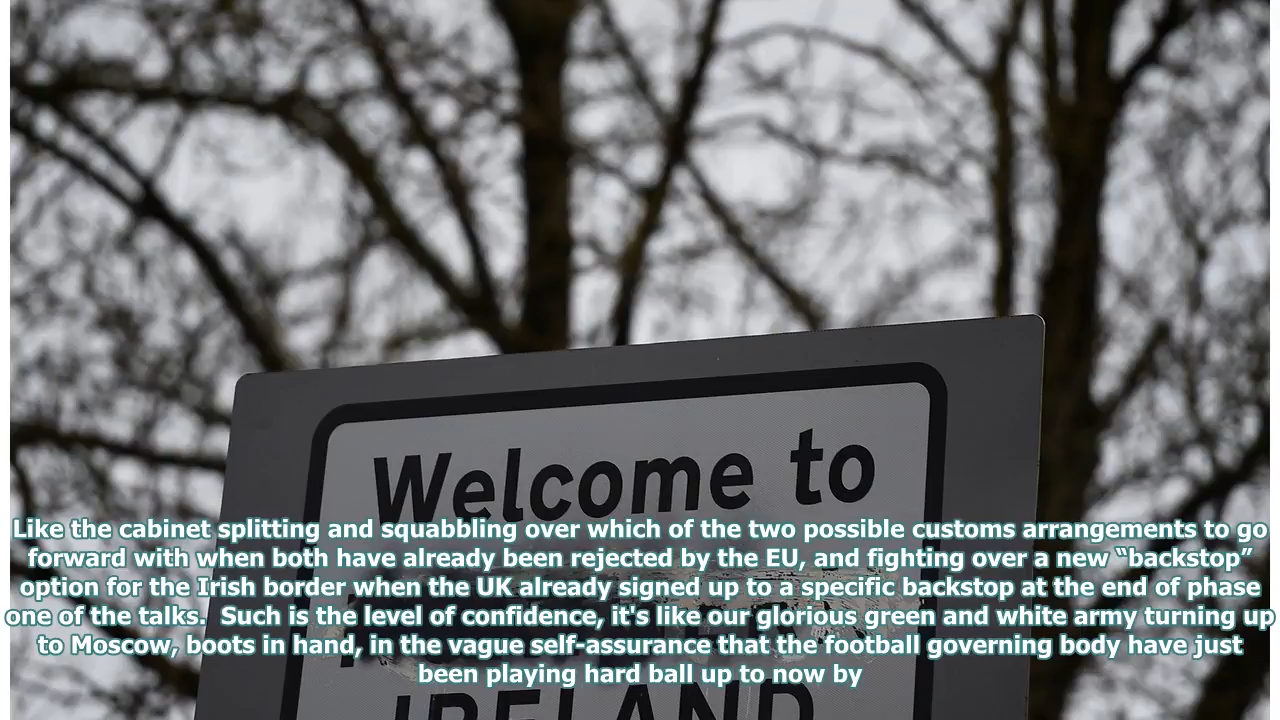 Welcome to
Like the cabinet splitting and squabbling over which of the two possible customs arrangements to go
forward with when both have already been rejected by the EU, and fighting over a new “backstop”
option for the Irish border when the UK already signed up to a specific backstop at the end of phase
one of the talks.  Such is the level of confidence, it's like our glorious green and white army turning up
to Moscow, boots in hand, in the vague self-assurance that the football governing body have just
been playing hard ball up to now by
IRELAND